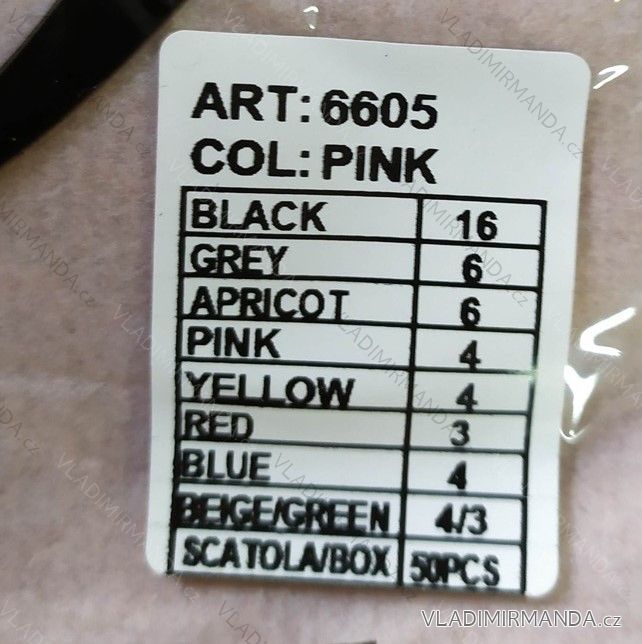 ART: 6605
COL: PINK
BLACK 16
GREY 6
APRICOT 6
PINK 4
YELLOW 4
RED 3
BLUE 4
BEIGE/GREEN 4/3
SCATOLA/BOX 50PCS
VLADIMIRMANDA.cz